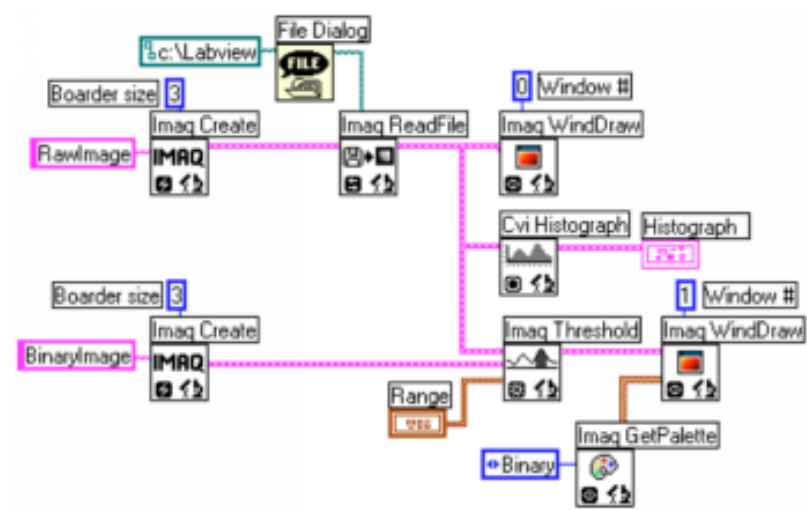 File Dialog
c:\Labview
FILE
Boarder size 3
0 Window #
Imaq Create
Imaq ReadFile
Imaq WindDraw
RawImage
IMAQ
Cvi Histograph
Histograph
Boarder size 3
1 Window #
Imaq Create
Imaq Threshold
Imaq WindDraw
BinaryImage
IMAQ
Range
Imaq GetPalette
Binary